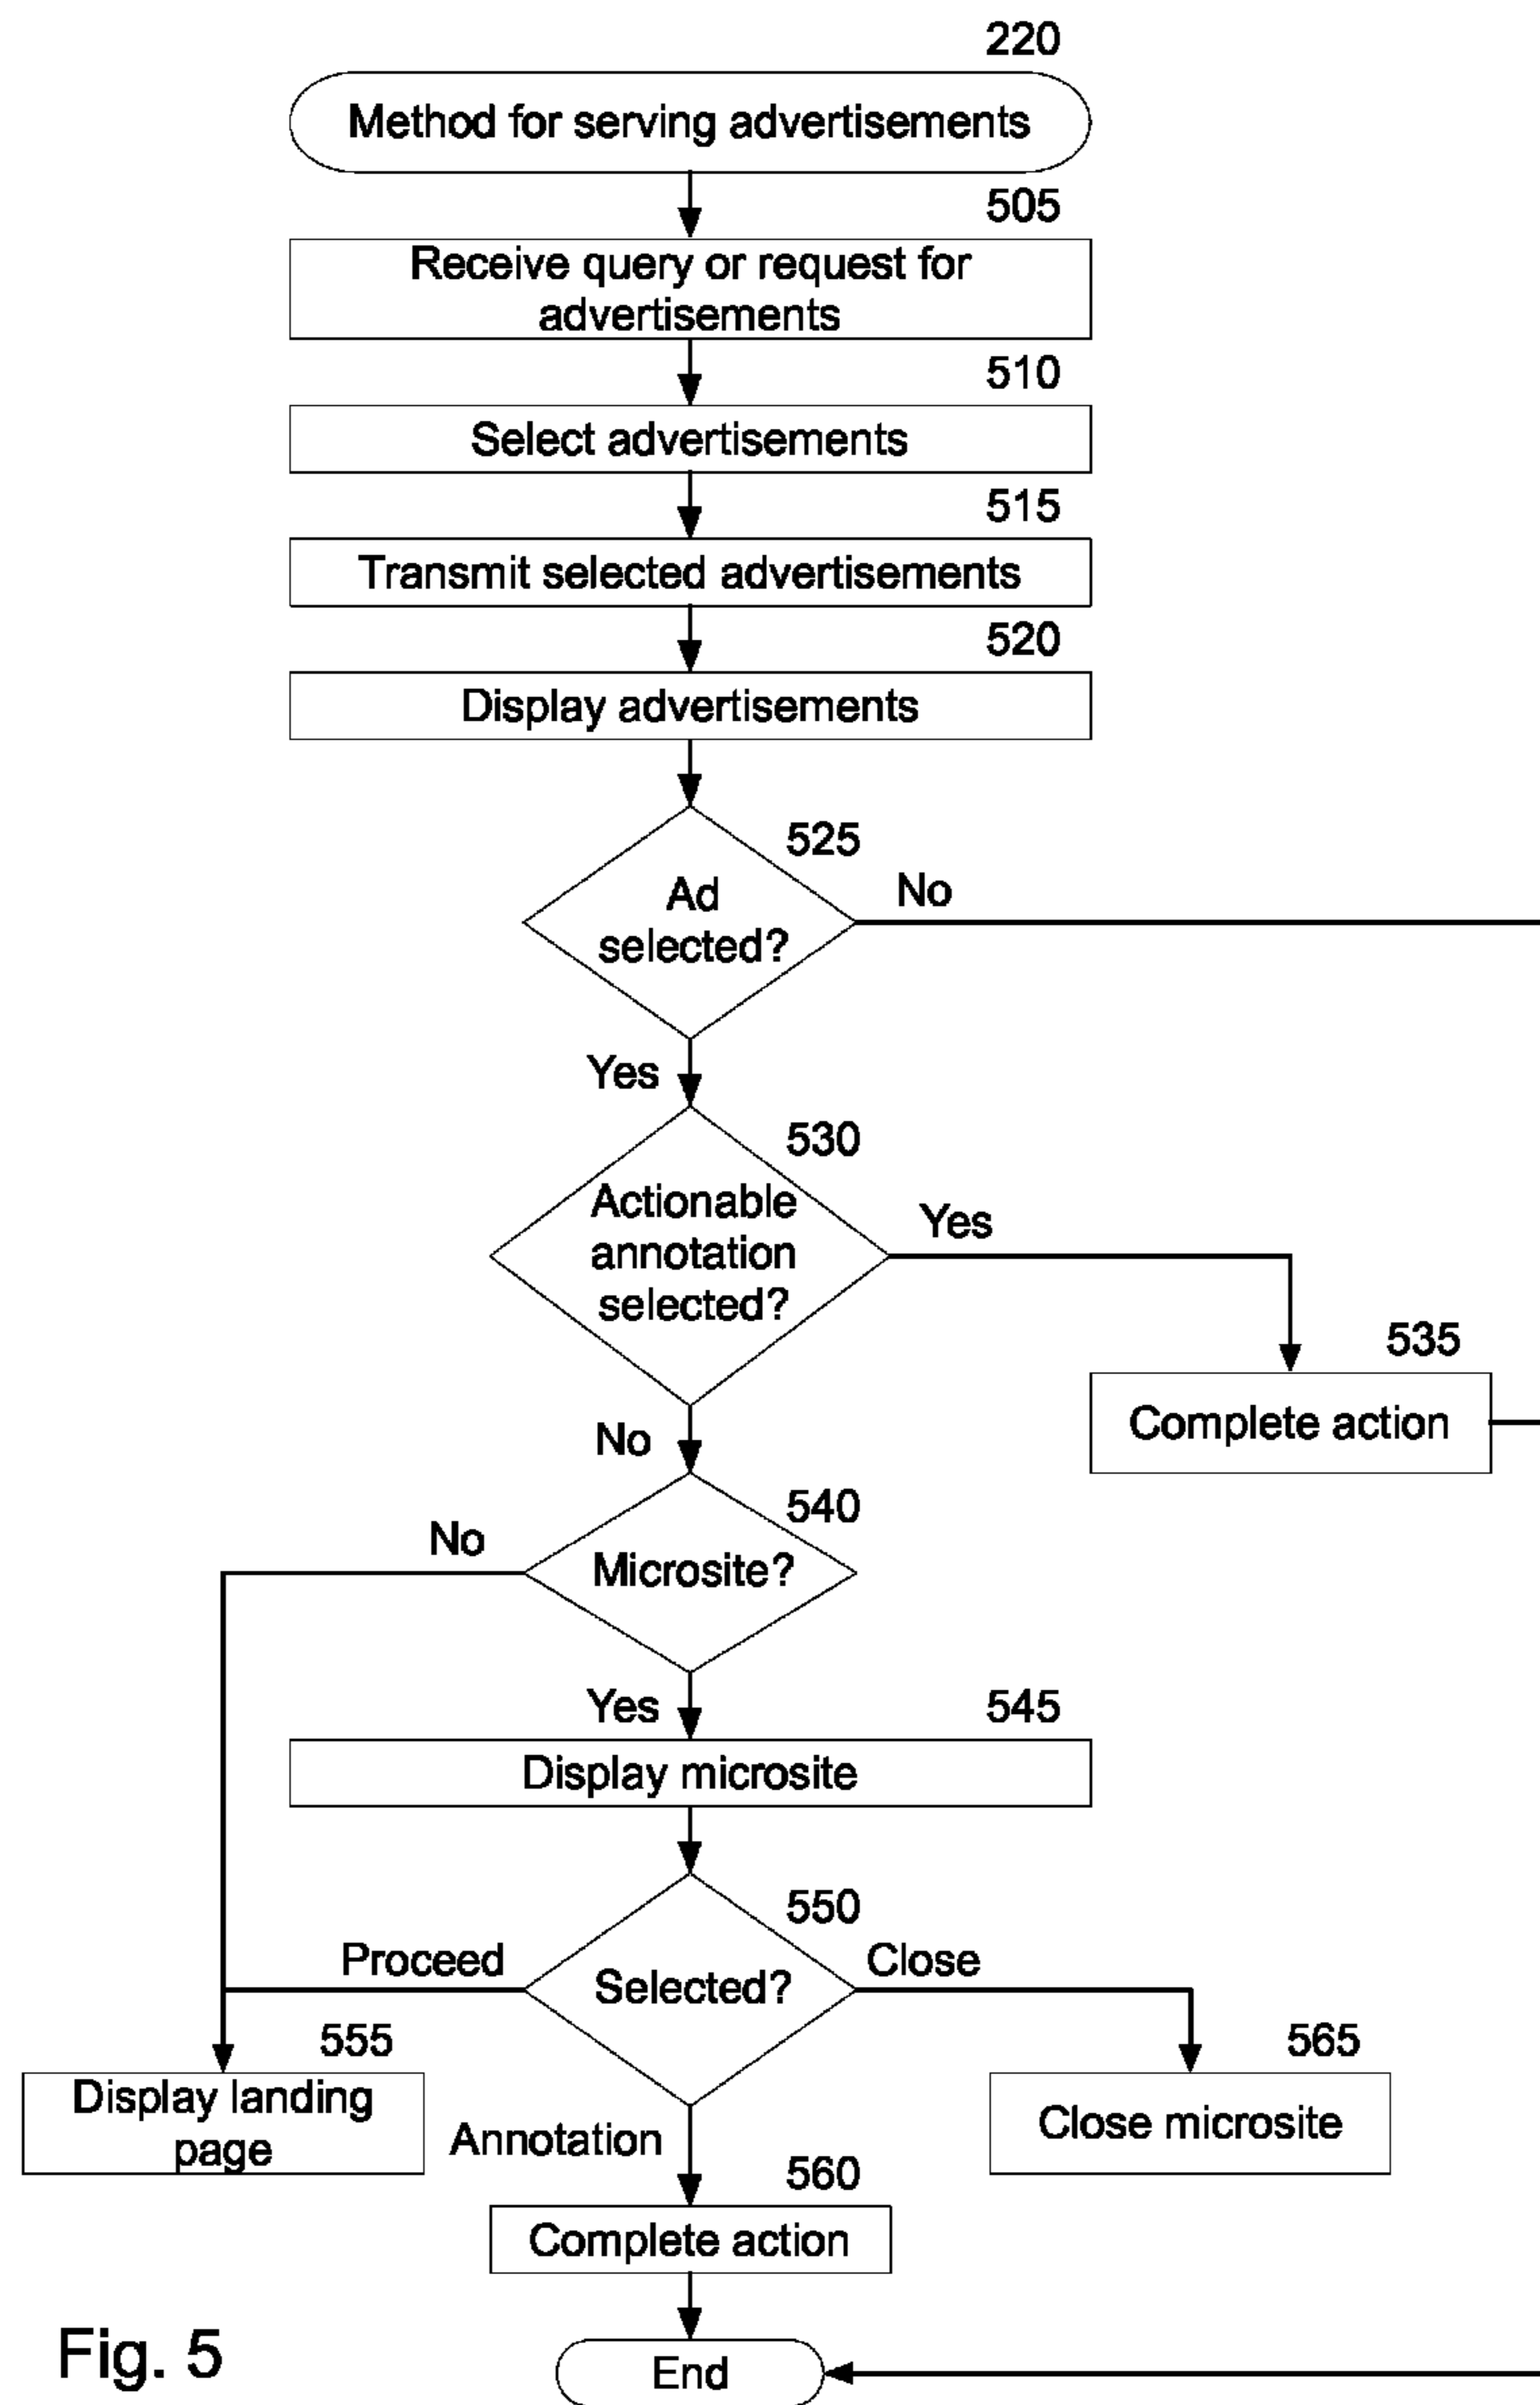 220
Method for serving advertisements
505
Receive query or request for
advertisements
510
Select advertisements
515
Transmit selected advertisements
520
Display advertisements
525
Ad
selected?
No
Yes
530
Actionable
annotation
selected?
Yes
535
Complete action
No
540
Microsite?
No
Yes
545
Display microsite
550
Selected?
Proceed
Close
555
Display landing
page
565
Close microsite
Annotation
560
Complete action
End
Fig. 5